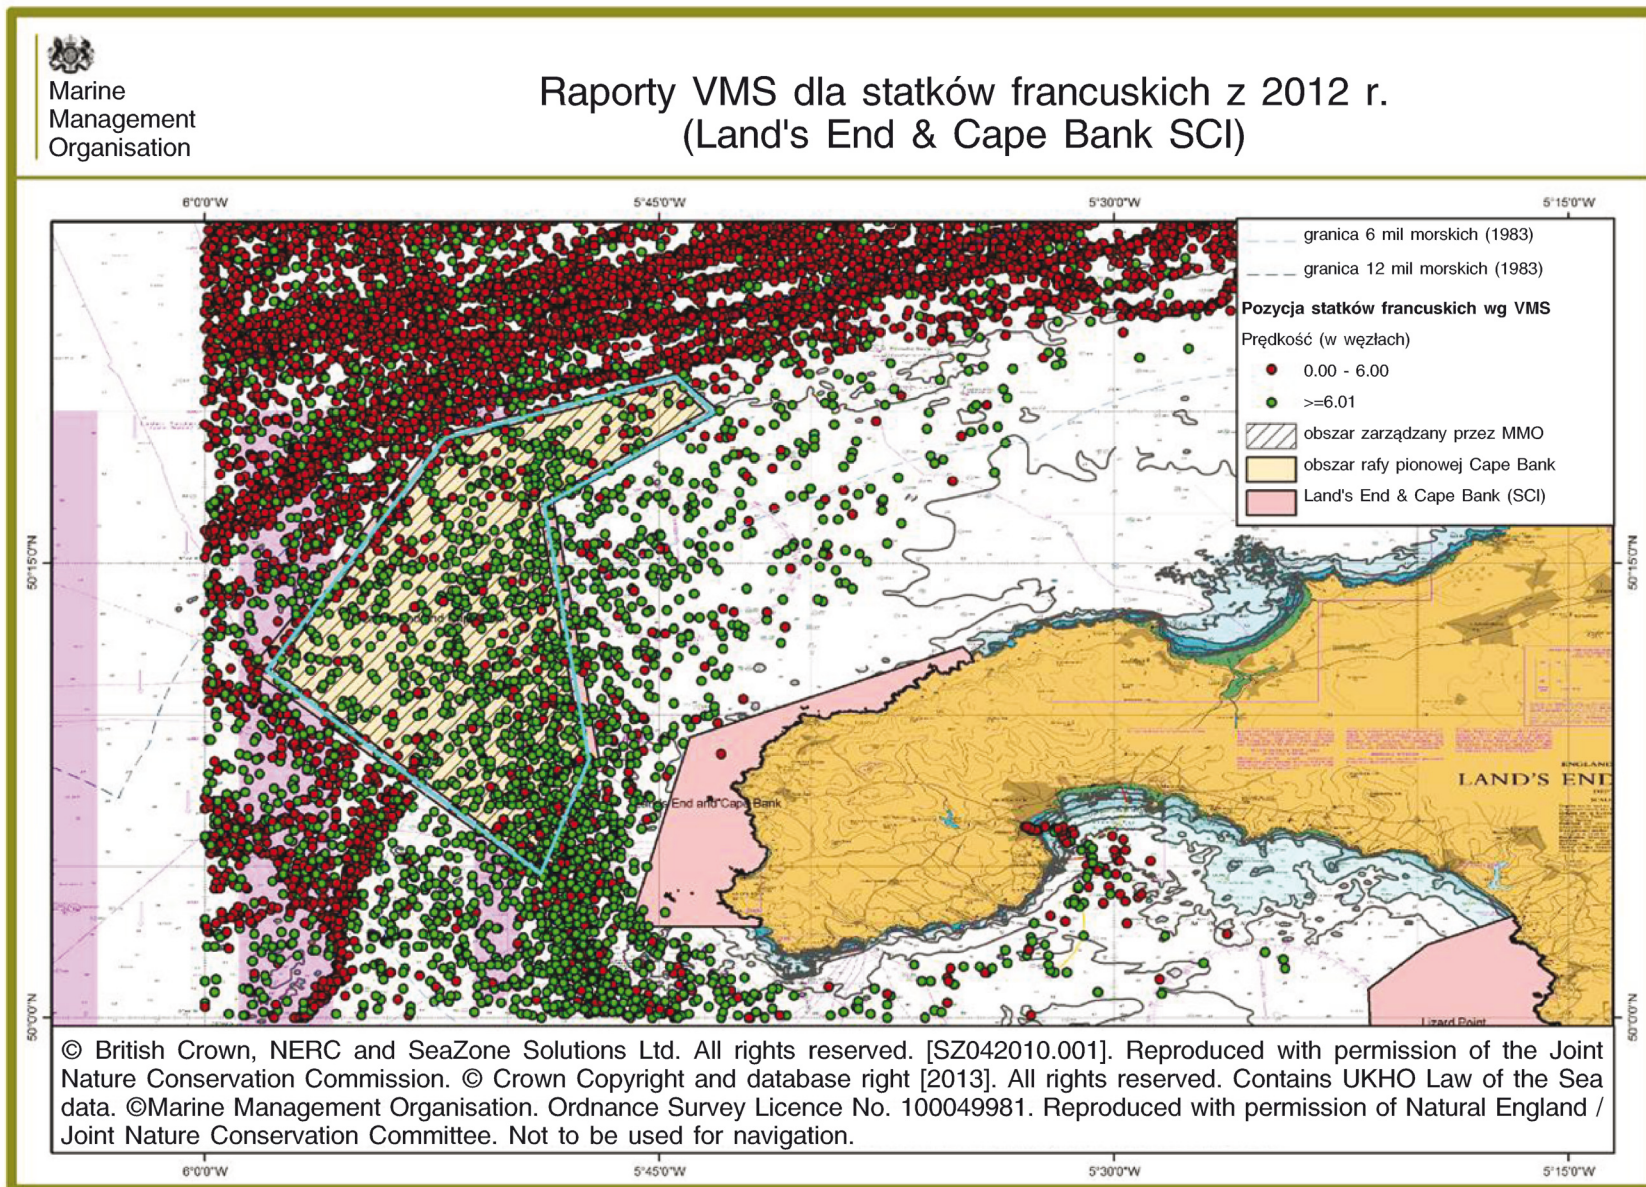 Marine
Management
Organisation
Raporty VMS dla statków francuskich z 2012 r.
(Land's End & Cape Bank SCI)
6°0'0"W
5°45'0"W
5°30'0"W
5°15'0"W
granica 6 mil morskich (1983)
granica 12 mil morskich (1983)
Pozycja statków francuskich wg VMS
Prędkość (w węzłach)
0.00 - 6.00
>=6.01
obszar zarządzany przez MMO
obszar rafy pionowej Cape Bank
Land's End & Cape Bank (SCI)
50°15'0"N
50°15'0"N
ENGLAND
LAND'S END
End and Cape Bank
50°0'0"N
50°0'0"N
Lizard Point
© British Crown, NERC and SeaZone Solutions Ltd. All rights reserved. [SZ042010.001]. Reproduced with permission of the Joint
Nature Conservation Commission. © Crown Copyright and database right [2013]. All rights reserved. Contains UKHO Law of the Sea
data. ©Marine Management Organisation. Ordnance Survey Licence No. 100049981. Reproduced with permission of Natural England /
Joint Nature Conservation Committee. Not to be used for navigation.
6°0'0"W
5°45'0"W
5°30'0"W
5°15'0"W